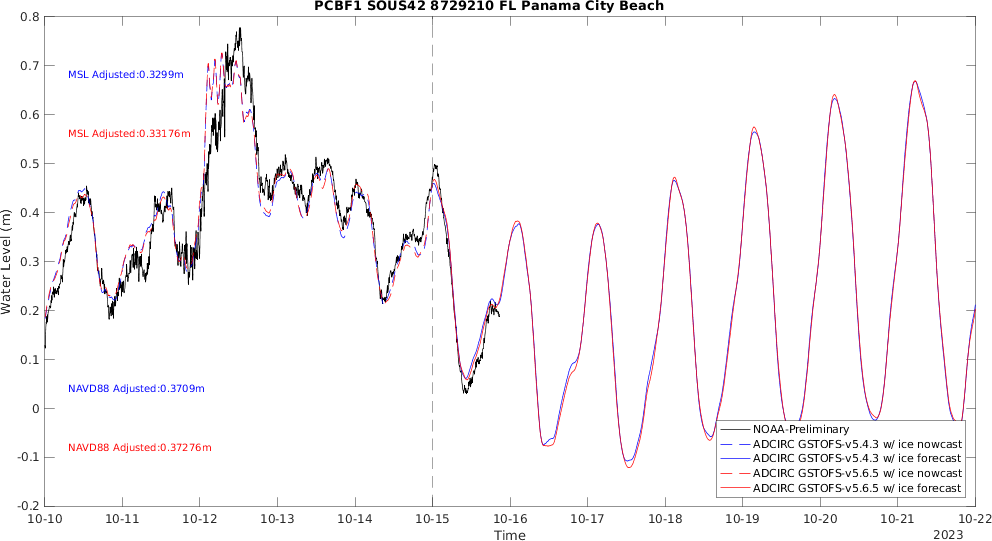 PCBF1 SOUS42 8729210 FL Panama City Beach
0.8
0.7
0.6
0.5
0.4
0.3
0.2
0.1
0
-0.1
-0.2
Water Level (m)
MSL Adjusted:0.3299m
MSL Adjusted:0.33176m
NAVD88 Adjusted:0.3709m
NAVD88 Adjusted:0.37276m
NOAA-Preliminary
ADCIRC GSTOFS-v5.4.3 w/ ice nowcast
ADCIRC GSTOFS-v5.4.3 w/ ice forecast
ADCIRC GSTOFS-v5.6.5 w/ ice nowcast
ADCIRC GSTOFS-v5.6.5 w/ ice forecast
10-10 10-11 10-12 10-13 10-14 10-15 10-16 10-17 10-18 10-19 10-20 10-21 10-22
Time
2023